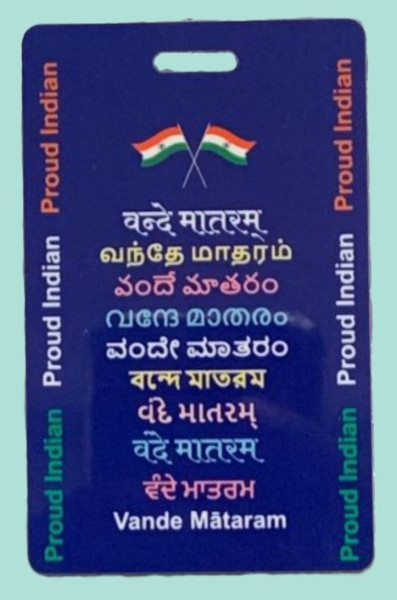 Proud Indian
Proud Indian
Proud Indian
वन्दे मातरम्
வந்தே மாதரம்
వందే మాతరం
വന്ദേ മാതരം
ವಂದೇ ಮಾತರಂ
বন্দে মাতরম
વંદે માતરમ્
वंदे मातरम
ਵੰਦੇ ਮਾਤਰਮ
Vande Mātaram
Proud Indian
Proud Indian
Proud Indian